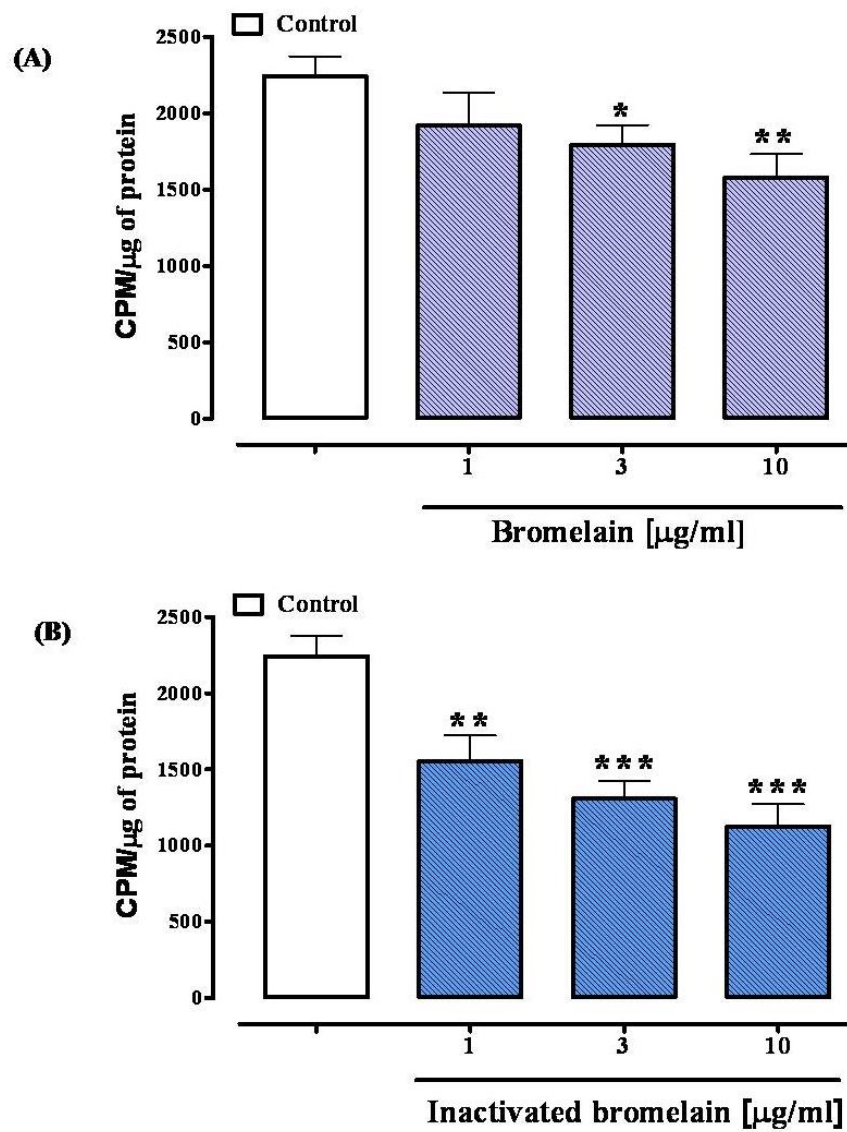 Control
(A)
2500
2000
1500
1000
500
0
CPM/μg of protein
*
**
1 3 10
Bromelain [μg/ml]
Control
(B)
2500
2000
1500
1000
500
0
CPM/μg of protein
**
***
***
1 3 10
Inactivated bromelain [μg/ml]